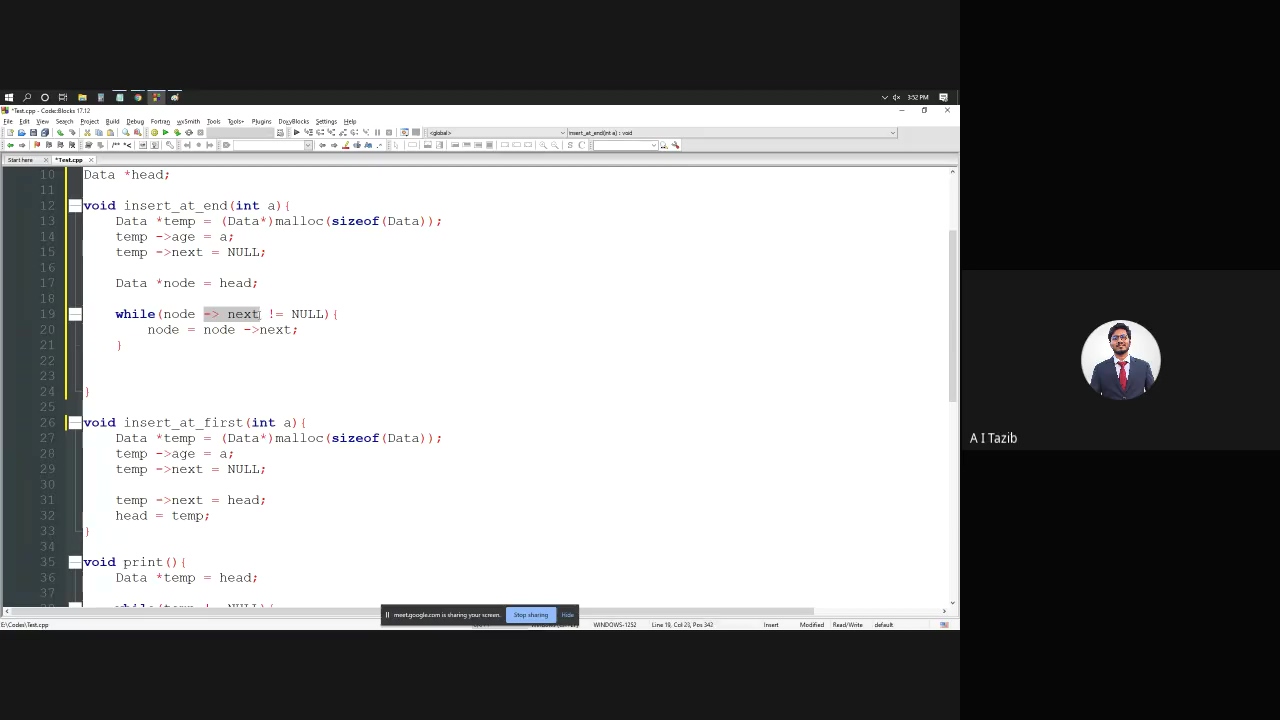 3:52 PM
*Test.cpp - Code::Blocks 17.12
File Edit View Search Project Build Debug Fortran wxSmith Tools Tools+ Plugins DoxyBlocks Settings Help
<global>
insert_at_end(int a) : void
Start here
*Test.cpp
10 Data *head;
11
12 void insert_at_end(int a){
13 Data *temp = (Data*)malloc(sizeof(Data));
14 temp ->age = a;
15 temp ->next = NULL;
16
17 Data *node = head;
18
19 while(node -> next != NULL){
20 node = node ->next;
21 }
22
23
24 }
25
26 void insert_at_first(int a){
27 Data *temp = (Data*)malloc(sizeof(Data));
28 temp ->age = a;
29 temp ->next = NULL;
30
31 temp ->next = head;
32 head = temp;
33 }
34
35 void print(){
36 Data *temp = head;
37
meet.google.com is sharing your screen. Stop sharing Hide
E:\Codes\Test.cpp WINDOWS-1252 Line 19, Col 23, Pos 342 Insert Modified Read/Write default
A I Tazib